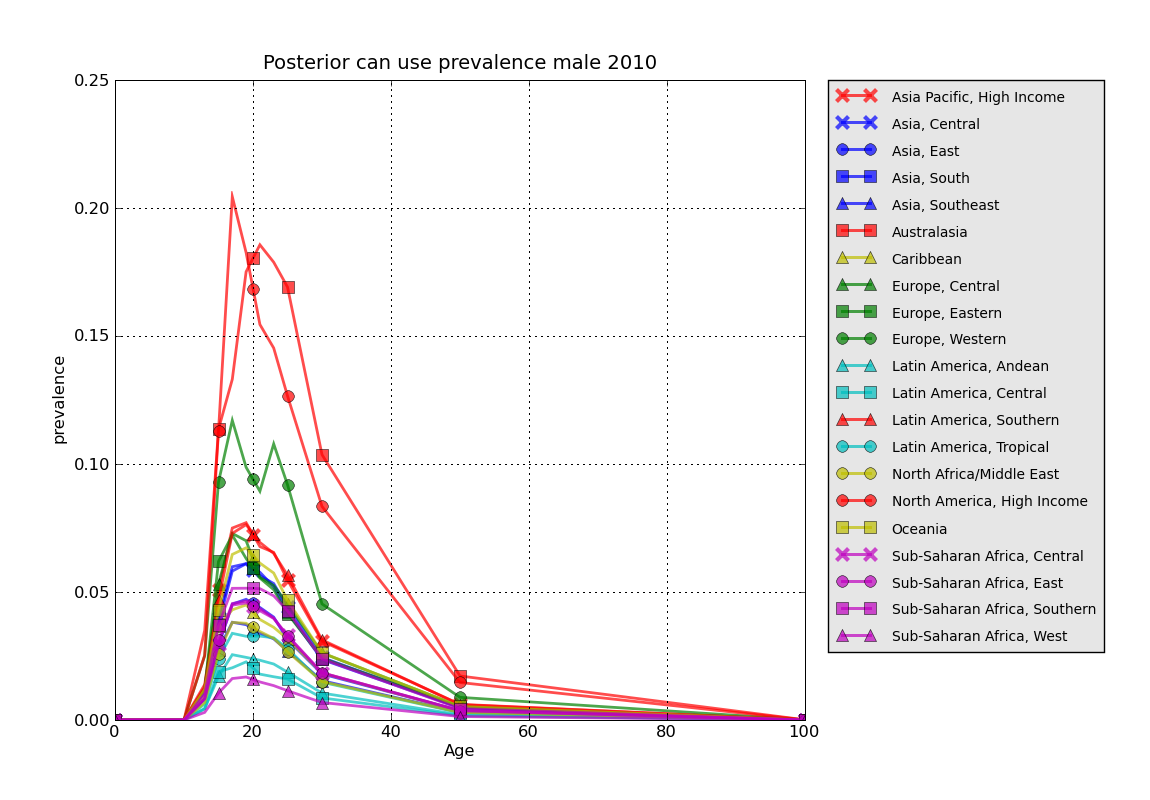 Posterior can use prevalence male 2010
0.25
0.20
0.15
0.10
0.05
0.00
prevalence
0
20
40
60
80
100
Age
Asia Pacific, High Income
Asia, Central
Asia, East
Asia, South
Asia, Southeast
Australasia
Caribbean
Europe, Central
Europe, Eastern
Europe, Western
Latin America, Andean
Latin America, Central
Latin America, Southern
Latin America, Tropical
North Africa/Middle East
North America, High Income
Oceania
Sub-Saharan Africa, Central
Sub-Saharan Africa, East
Sub-Saharan Africa, Southern
Sub-Saharan Africa, West